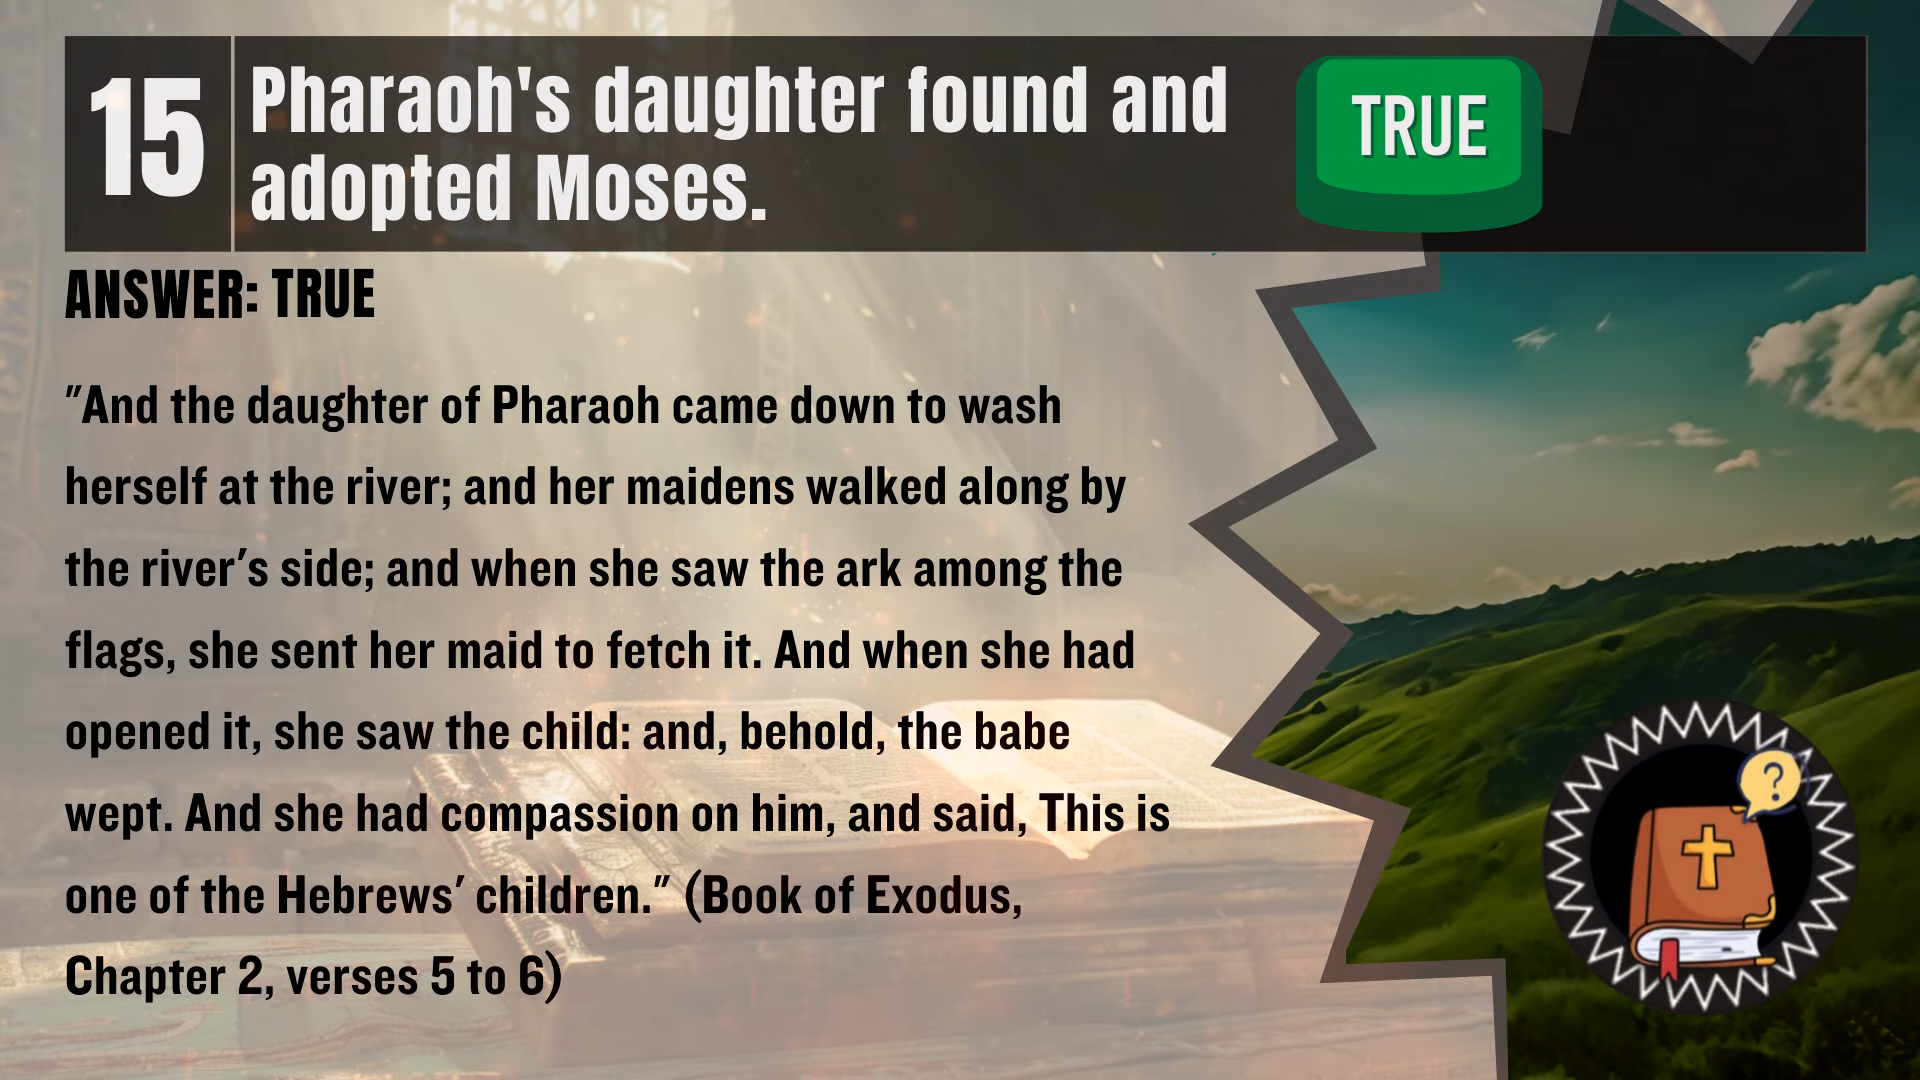 15
Pharaoh's daughter found and
adopted Moses.
TRUE
ANSWER: TRUE
"And the daughter of Pharaoh came down to wash
herself at the river; and her maidens walked along by
the river's side; and when she saw the ark among the
flags, she sent her maid to fetch it. And when she had
opened it, she saw the child: and, behold, the babe
wept. And she had compassion on him, and said, This is
one of the Hebrews' children." (Book of Exodus,
Chapter 2, verses 5 to 6)
?